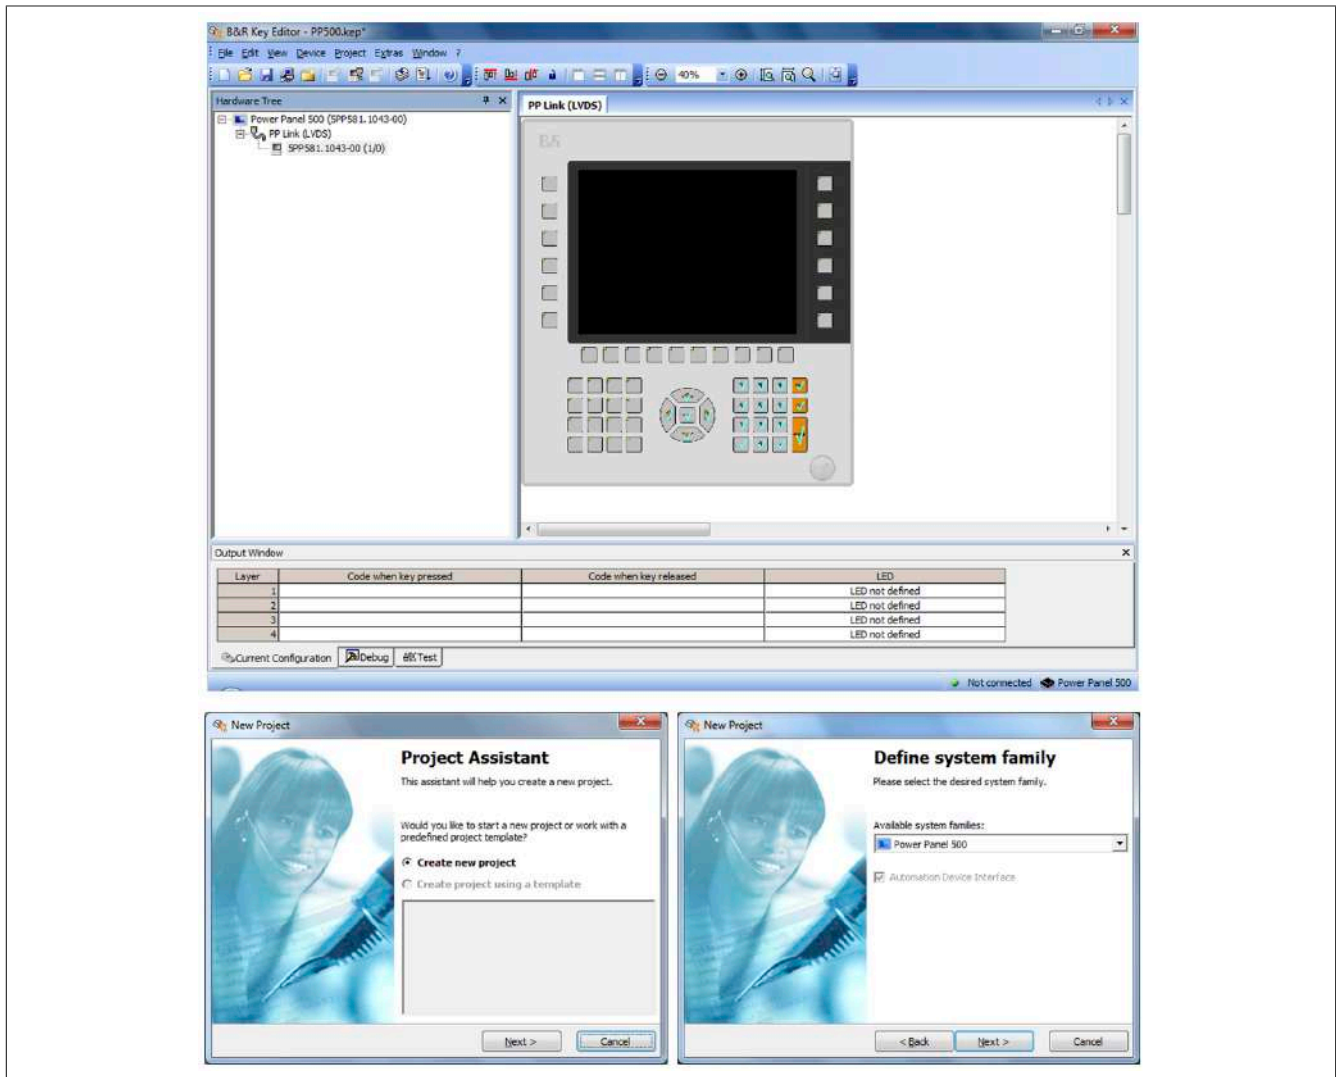 B&R Key Editor - PP500.kep*
File Edit View Device Project Extras Window ?
40%
Hardware Tree
Power Panel 500 (5PP581.1043-00)
PP Link (LVDS)
5PP581.1043-00 (1/0)
PP Link (LVDS)
B&R
Output Window
Layer Code when key pressed Code when key released LED
1 LED not defined
2 LED not defined
3 LED not defined
4 LED not defined
Current Configuration Debug Test
Not connected Power Panel 500
New Project
Project Assistant
This assistant will help you create a new project.
Would you like to start a new project or work with a
predefined project template?
Create new project
Create project using a template
Next > Cancel
New Project
Define system family
Please select the desired system family.
Available system families:
Power Panel 500
Automation Device Interface
< Back Next > Cancel